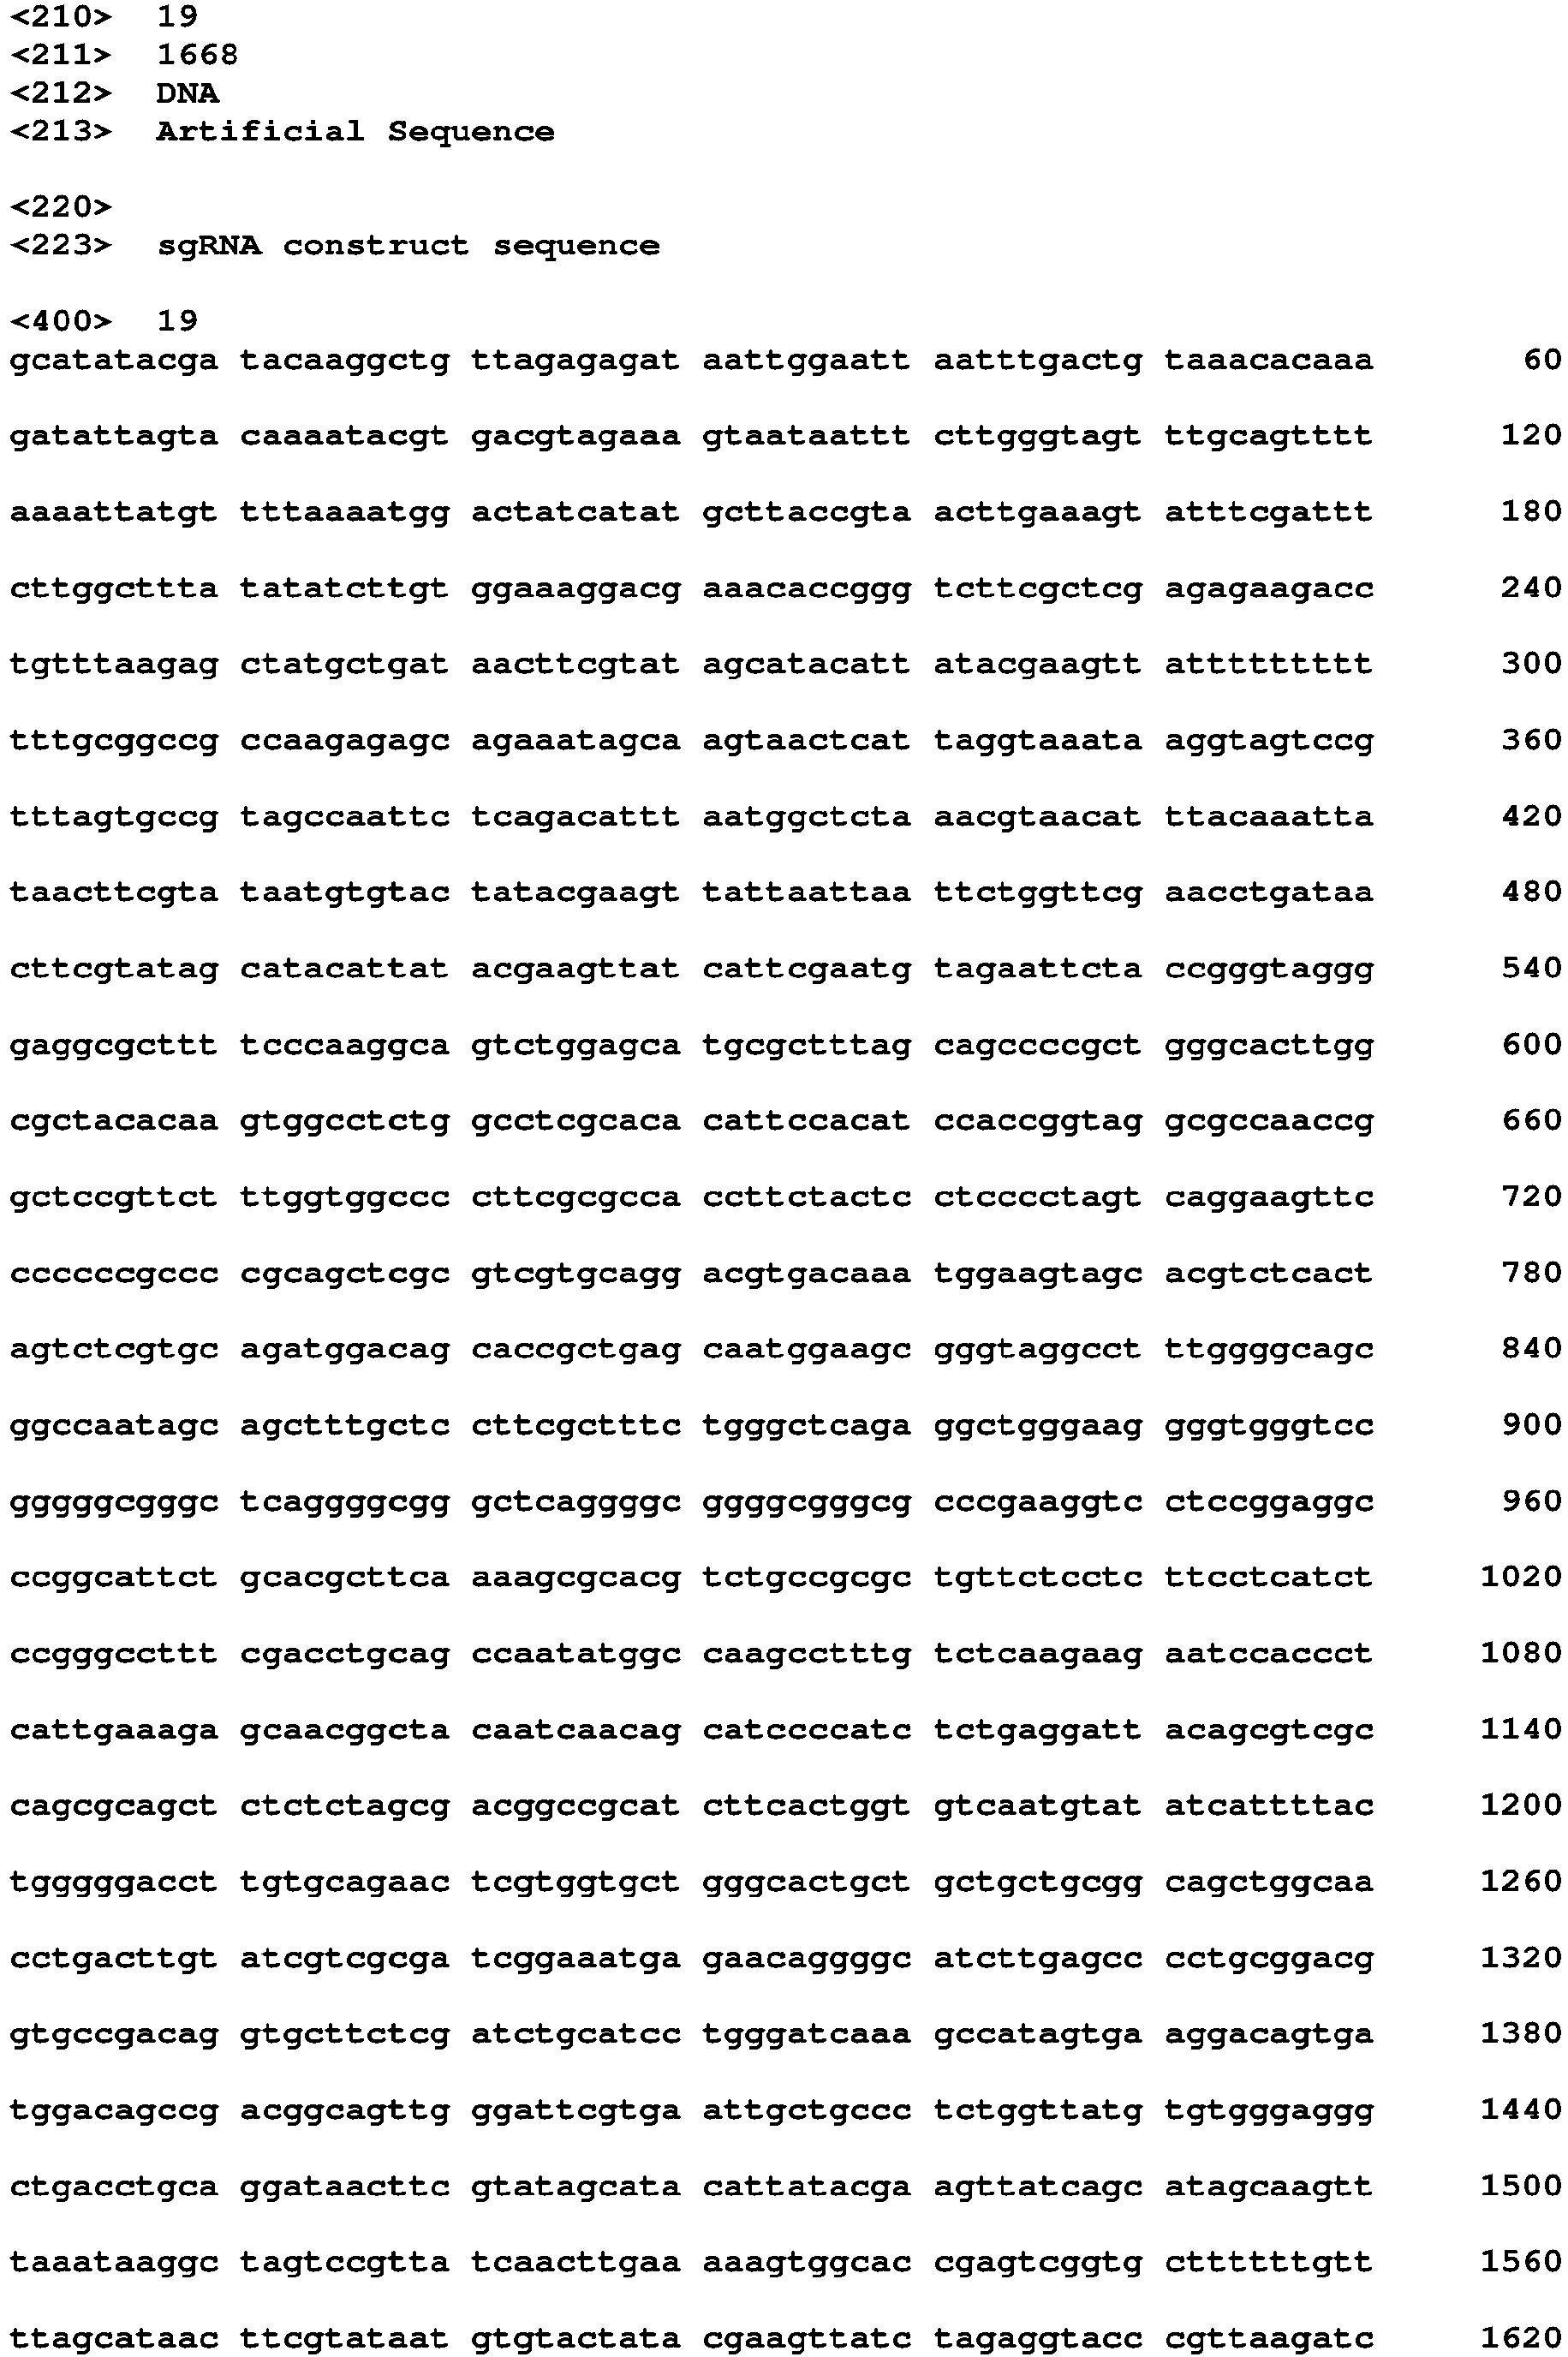 <210> 19
<211> 1668
<212> DNA
<213> Artificial Sequence
<220>
<223> sgRNA construct sequence
<400> 19
gcatatacga tacaaggctg ttagagagat aattggaatt aatttgactg taaacacaaa 60
gatattagta caaaatacgt gacgtagaaa gtaataattt cttgggtagt ttgcagtttt 120
aaaattatgt tttaaaatgg actatcatat gcttaccgta acttgaaagt atttcgattt 180
cttggcttta tatatcttgt ggaaaggacg aaacaccggg tcttcgctcg agagaagacc 240
tgtttaagag ctatgctgat aacttcgtat agcatacatt atacgaagtt attttttttt 300
tttgcggccg ccaagagagc agaaatagca agtaactcat taggtaaata aggtagtccg 360
tttagtgccg tagccaattc tcagacattt aatggctcta aacgtaacat ttacaaatta 420
taacttcgta taatgtgtac tatacgaagt tattaattaa ttctggttcg aacctgataa 480
cttcgtatag catacattat acgaagttat cattcgaatg tagaattcta ccgggtaggg 540
gaggcgcttt tcccaaggca gtctggagca tgcgctttag cagccccgct gggcacttgg 600
cgctacacaa gtggcctctg gcctcgcaca cattccacat ccaccggtag gcgccaaccg 660
gctccgttct ttggtggccc cttcgcgcca ccttctactc ctcccctagt caggaagttc 720
ccccccgccc cgcagctcgc gtcgtgcagg acgtgacaaa tggaagtagc acgtctcact 780
agtctcgtgc agatggacag caccgctgag caatggaagc gggtaggcct ttggggcagc 840
ggccaatagc agctttgctc cttcgctttc tgggctcaga ggctgggaag gggtgggtcc 900
gggggcgggc tcaggggcgg gctcaggggc ggggcgggcg cccgaaggtc ctccggaggc 960
ccggcattct gcacgcttca aaagcgcacg tctgccgcgc tgttctcctc ttcctcatct 1020
ccgggccttt cgacctgcag ccaatatggc caagcctttg tctcaagaag aatccaccct 1080
cattgaaaga gcaacggcta caatcaacag catccccatc tctgaggatt acagcgtcgc 1140
cagcgcagct ctctctagcg acggccgcat cttcactggt gtcaatgtat atcattttac 1200
tgggggacct tgtgcagaac tcgtggtgct gggcactgct gctgctgcgg cagctggcaa 1260
cctgacttgt atcgtcgcga tcggaaatga gaacaggggc atcttgagcc cctgcggacg 1320
gtgccgacag gtgcttctcg atctgcatcc tgggatcaaa gccatagtga aggacagtga 1380
tggacagccg acggcagttg ggattcgtga attgctgccc tctggttatg tgtgggaggg 1440
ctgacctgca ggataacttc gtatagcata cattatacga agttatcagc atagcaagtt 1500
taaataaggc tagtccgtta tcaacttgaa aaagtggcac cgagtcggtg cttttttgtt 1560
ttagcataac ttcgtataat gtgtactata cgaagttatc tagaggtacc cgttaagatc 1620